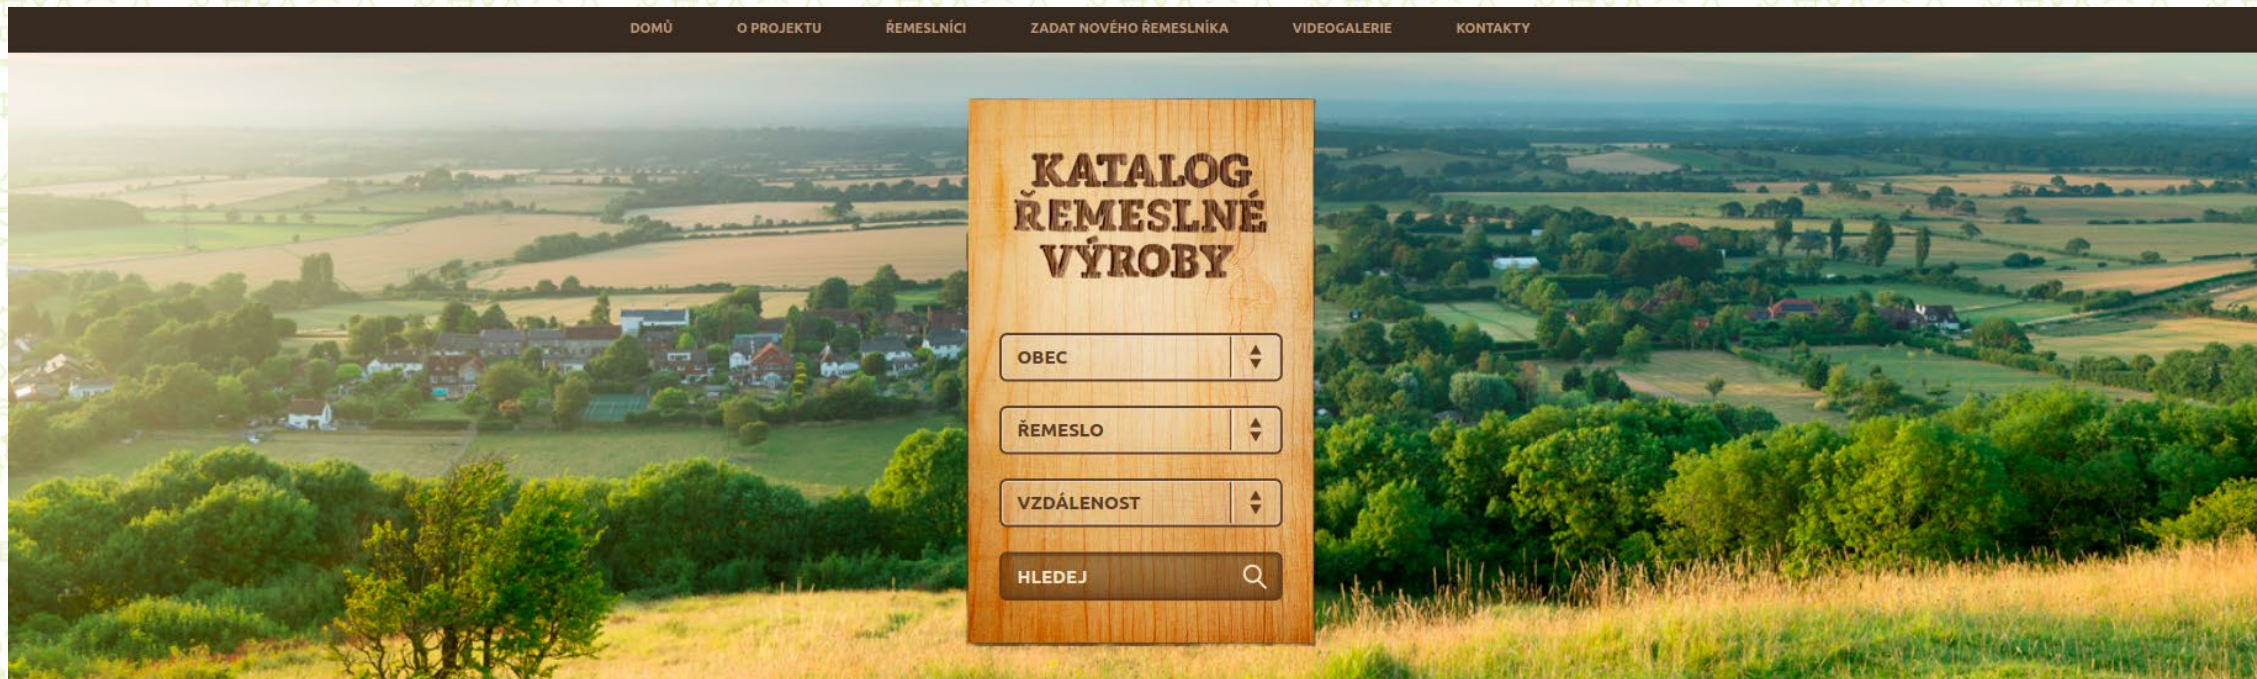 DOMŮ
O PROJEKTU
ŘEMESLNÍCI
ZADAT NOVÉHO ŘEMESLNÍKA
VIDEOGALERIE
KONTAKTY
KATALOG
ŘEMESLNÉ
VÝROBY
OBEC
ŘEMESLO
VZDÁLENOST
HLEDEJ